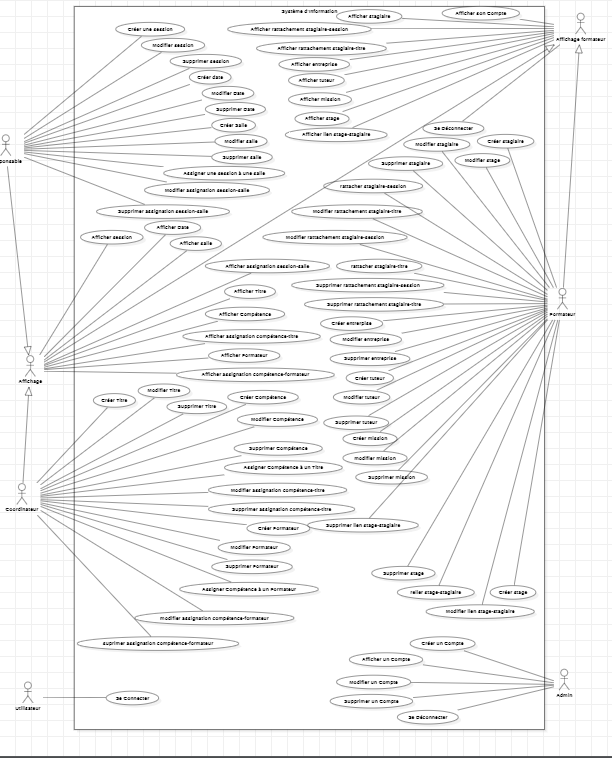 Système d'information
Afficher stagiaire
Afficher son Compte
Créer une session
Afficher rattachement stagiaire-session
Affichage formateur
Modifier session
Afficher rattachement stagiaire-titre
Supprimer session
Afficher entreprise
Créer date
Afficher tuteur
Modifier Date
Afficher mission
Supprimer Date
Afficher stage
Créer Salle
Afficher lien stage-stagiaire
Se Déconnecter
Modifier salle
Modifier stagiaire
Créer stagiaire
Supprimer salle
Supprimer stagiaire
Modifier stage
ponsable
Assigner une session à une salle
Modifier assignation session-salle
rattacher stagiaire-session
Supprimer assignation session-salle
Modifier rattachement stagiaire-titre
Afficher Date
Afficher session
Afficher salle
Modifier rattachement stagiaire-session
Afficher assignation session-salle
rattacher stagiaire-titre
Supprimer rattachement stagiaire-session
Afficher Titre
Supprimer rattachement stagiaire-titre
Formateur
Afficher Compétence
Créer entrerpise
Afficher assignation compétence-titre
Modifier entreprise
Afficher Formateur
Supprimer entreprise
Affichage
Afficher assignation compétence-formateur
Créer tuteur
Modifier Titre
Créer Titre
Créer Compétence
Modifier tuteur
Supprimer Titre
Modifier Compétence
Supprimer tuteur
Créer mission
Supprimer Compétence
modifier mission
Assigner Compétence à un Titre
Supprimer mission
Modifier assignation compétence-titre
Coordinateur
Supprimer assignation compétence-titre
Créer Formateur
Supprimer lien stage-stagiaire
Modifier Formateur
Supprimer Formateur
Supprimer stage
Assigner Compétence à un Formateur
relier stage-stagiaire
Créer stage
Modifier lien stage-stagiaire
modifier assignation compétence-formateur
suprimer assignation compétence-formateur
Créer un Compte
Afficher un Compte
Modifier un Compte
Admin
Se Connecter
Supprimer un Compte
Utilisateur
Se Déconnecter